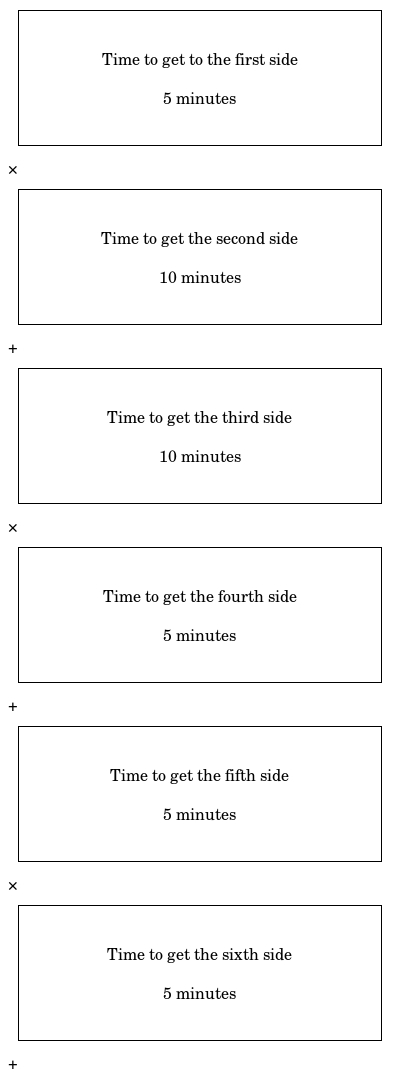 Time to get to the first side
5 minutes
×
Time to get the second side
10 minutes
+
Time to get the third side
10 minutes
×
Time to get the fourth side
5 minutes
+
Time to get the fifth side
5 minutes
×
Time to get the sixth side
5 minutes
+